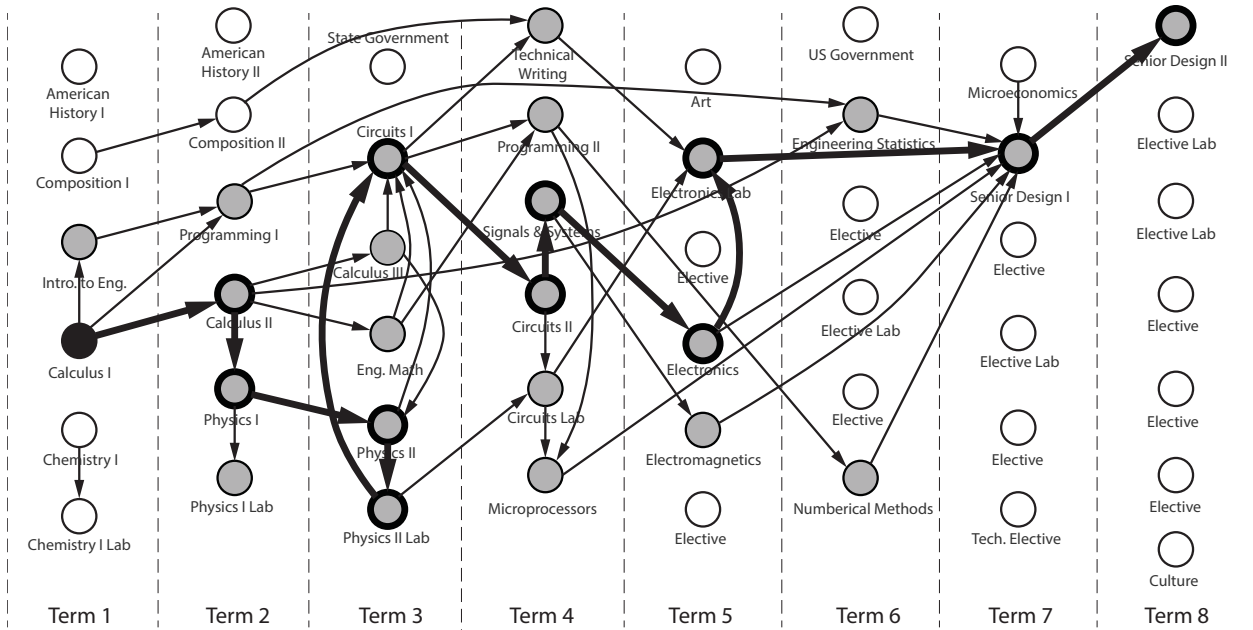 American
History I
Composition I
Intro. to Eng.
Calculus I
Chemistry I
Chemistry I Lab
Term 1
American
History II
Composition II
Programming I
Calculus II
Physics I
Physics I Lab
Term 2
State Government
Circuits I
Calculus III
Eng. Math
Physics II
Physics II Lab
Term 3
Technical
Writing
Programming II
Signals & Systems
Circuits II
Circuits Lab
Microprocessors
Term 4
Art
Electronics Lab
Elective
Electronics
Electromagnetics
Elective
Term 5
US Government
Engineering Statistics
Elective
Elective Lab
Elective
Numberical Methods
Term 6
Microeconomics
Senior Design I
Elective
Elective Lab
Elective
Tech. Elective
Term 7
Senior Design II
Elective Lab
Elective Lab
Elective
Elective
Elective
Culture
Term 8